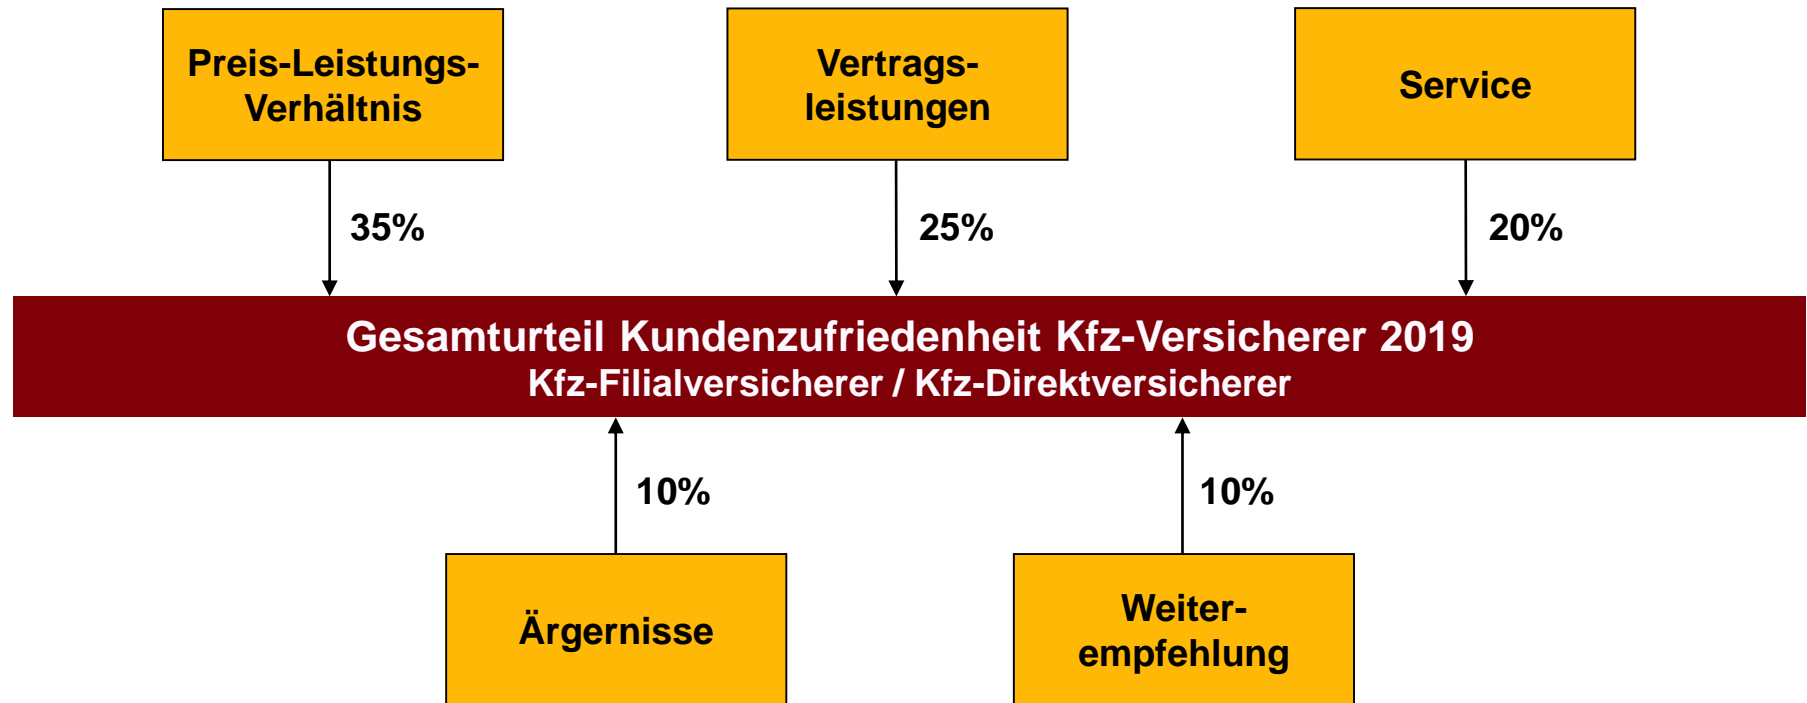 Preis-Leistungs-
Verhältnis
Vertrags-
leistungen
Service
35%
25%
20%
Gesamturteil Kundenzufriedenheit Kfz-Versicherer 2019
Kfz-Filialversicherer / Kfz-Direktversicherer
10%
10%
Ärgernisse
Weiter-
empfehlung